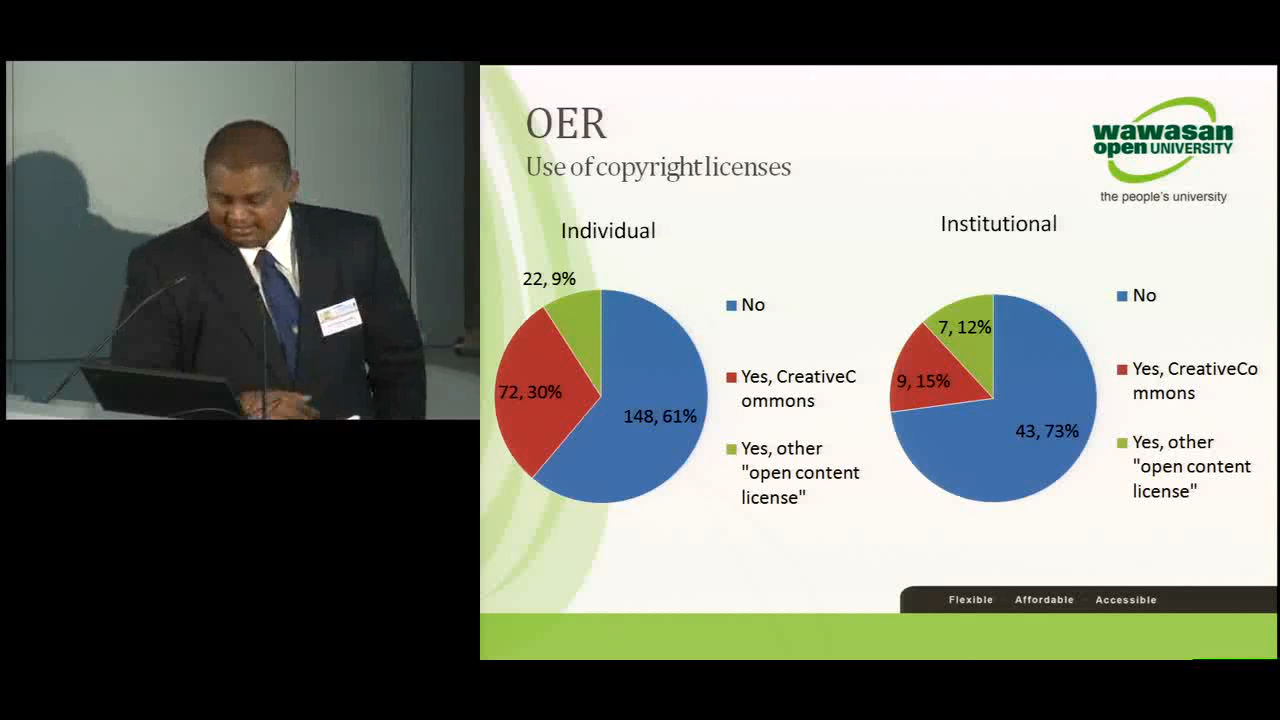 OER
Use of copyright licenses
wawasan
open UNIVERSITY
the people's university
Individual
22, 9%
72, 30%
148, 61%
No
Yes, CreativeC
ommons
Yes, other
"open content
license"
Institutional
7, 12%
9, 15%
43, 73%
No
Yes, CreativeCo
mmons
Yes, other
"open content
license"
Flexible Affordable Accessible